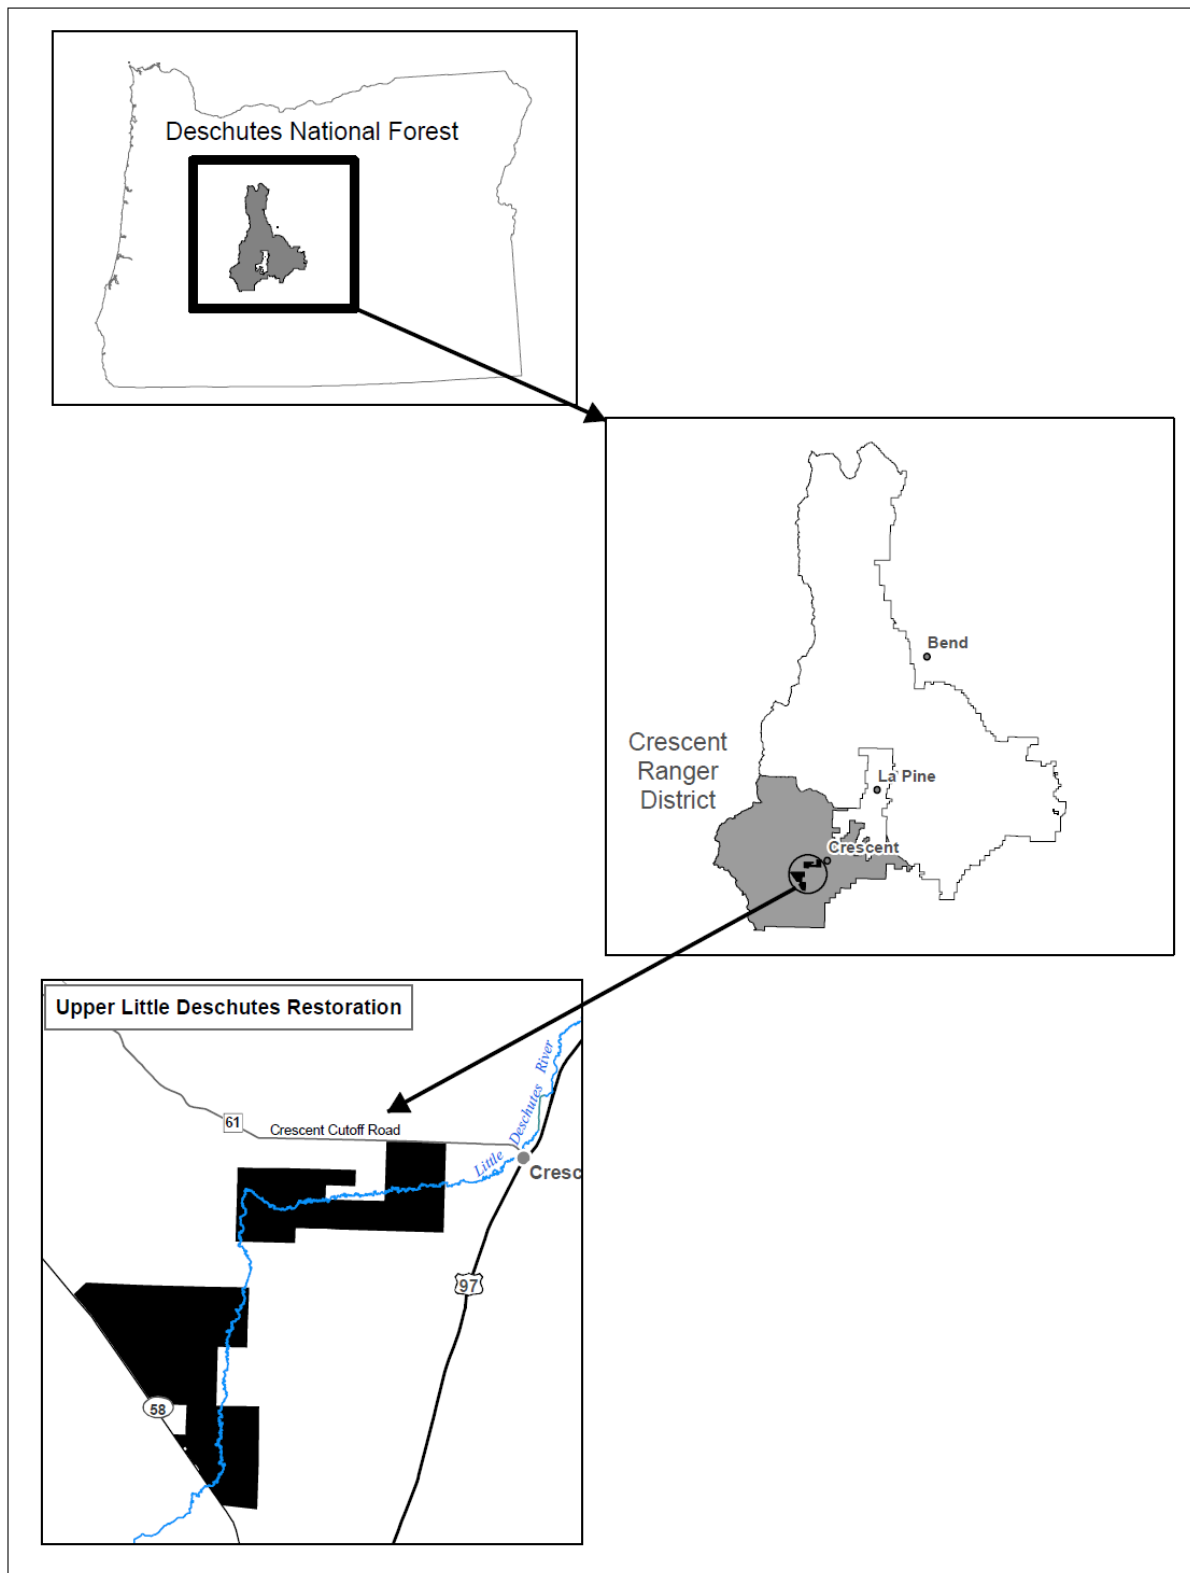 Deschutes National Forest
Bend
Crescent
Ranger
District
La Pine
Crescent
Upper Little Deschutes Restoration
61
Crescent Cutoff Road
Little Deschutes River
Cresc
97
58